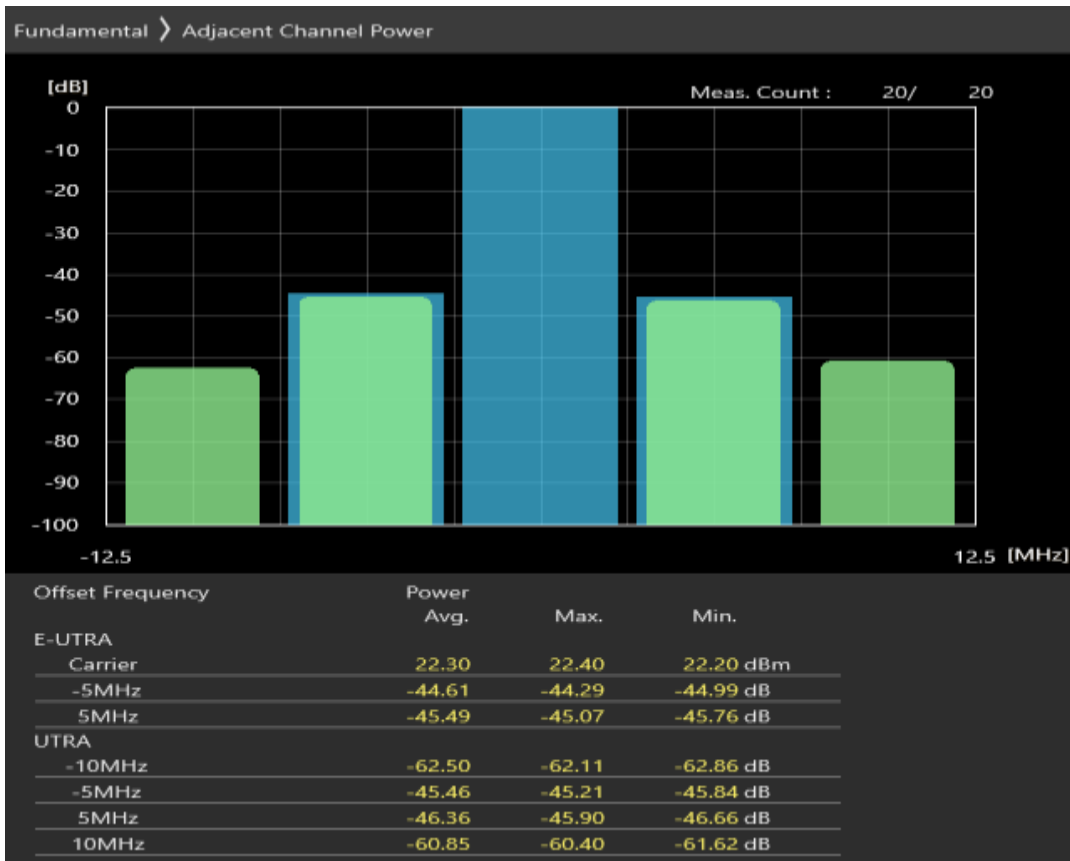 Fundamental 〉 Adjacent Channel Power
[dB]
Meas. Count : 20/ 20
0
-10
-20
-30
-40
-50
-60
-70
-80
-90
-100
-12.5 12.5 [MHz]
Offset Frequency Power
Avg. Max. Min.
E-UTRA
Carrier 22.30 22.40 22.20 dBm
-5MHz -44.61 -44.29 -44.99 dB
5MHz -45.49 -45.07 -45.76 dB
UTRA
-10MHz -62.50 -62.11 -62.86 dB
-5MHz -45.46 -45.21 -45.84 dB
5MHz -46.36 -45.90 -46.66 dB
10MHz -60.85 -60.40 -61.62 dB